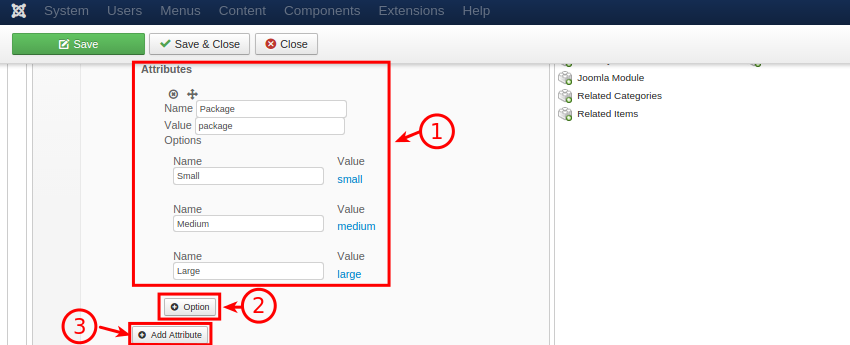 System Users Menus Content Components Extensions Help
Save Save & Close Close
Attributes
Name Package
Value package
Options
Name Value
Small small
Name Value
Medium medium
Name Value
Large large
Option
Add Attribute
1
2
3
Joomla Module
Related Categories
Related Items